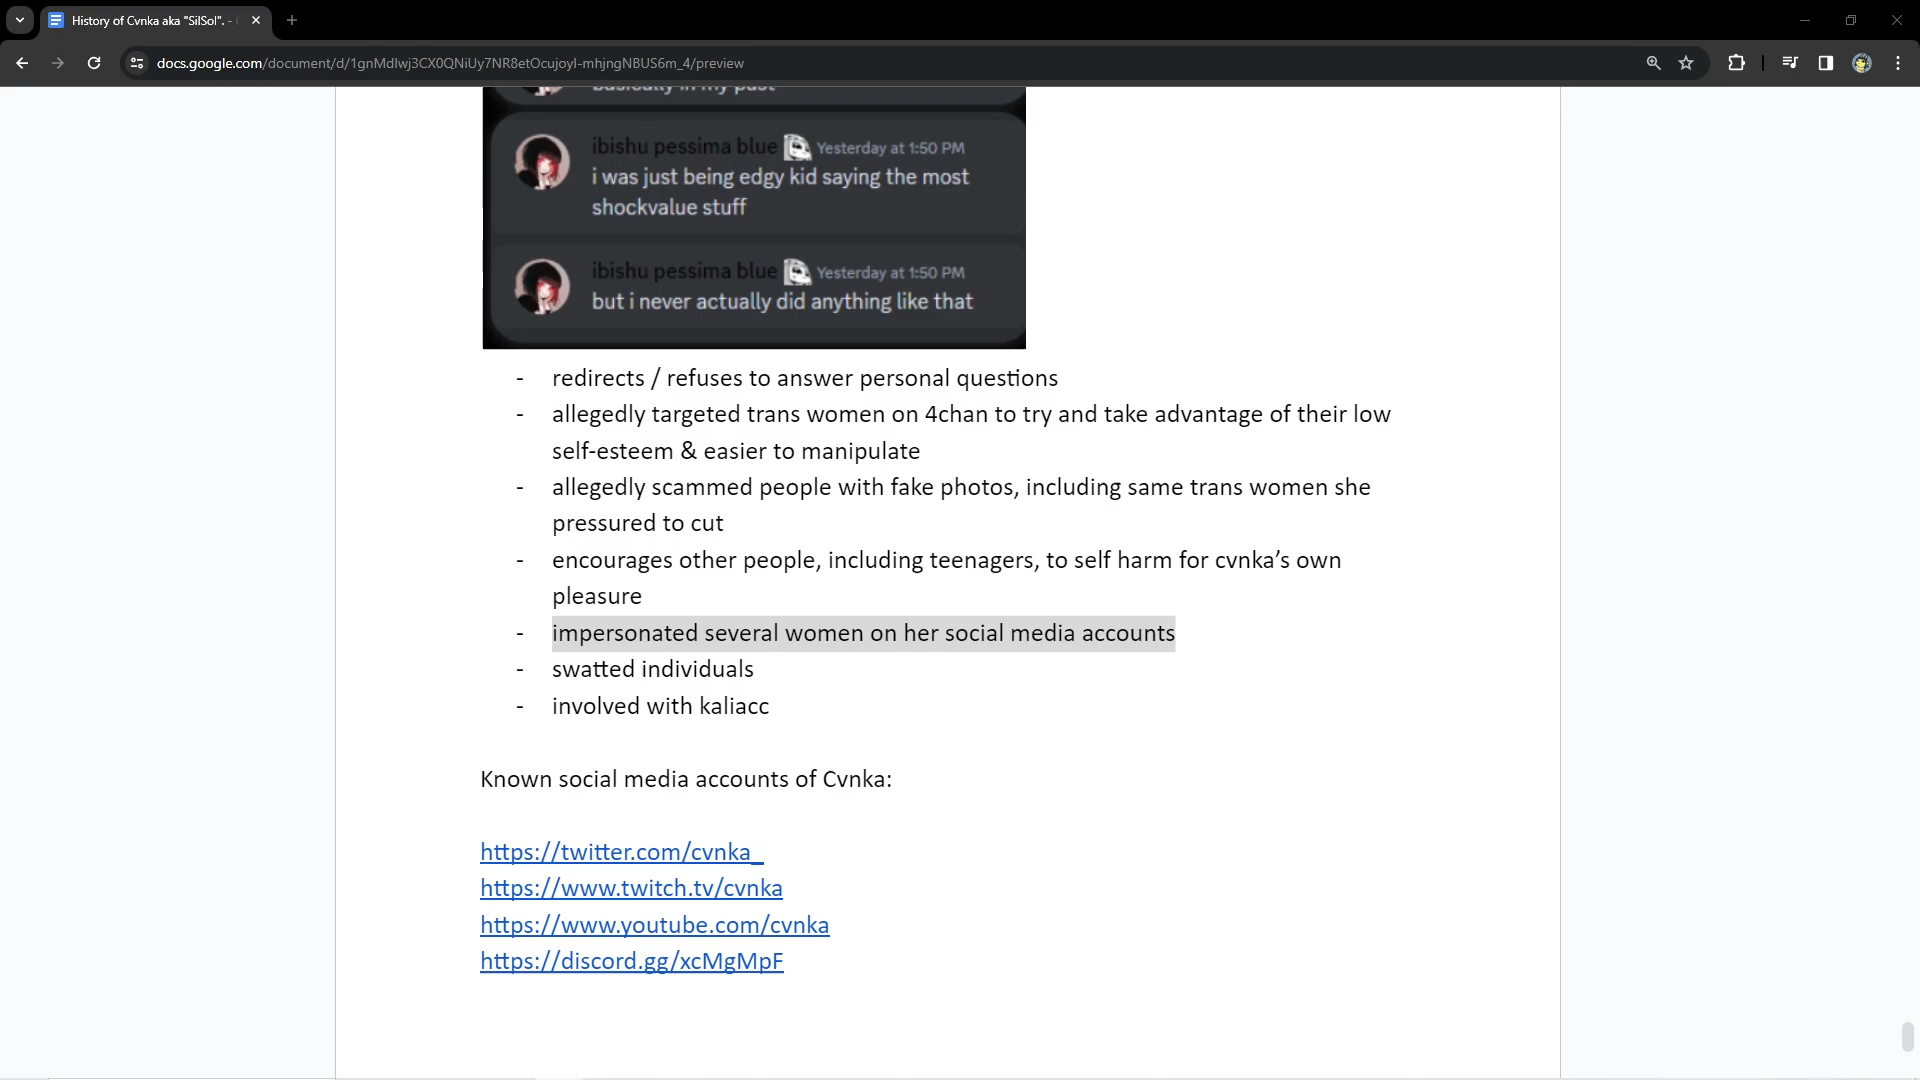 History of Cvnka aka "SilSol". -
docs.google.com/document/d/1gnMdIwj3CX0QNiUy7NR8etOcujoyI-mhjngNBUS6m_4/preview
basically in my past
ibishu pessima blue Yesterday at 1:50 PM
i was just being edgy kid saying the most
shockvalue stuff
ibishu pessima blue Yesterday at 1:50 PM
but i never actually did anything like that
- redirects / refuses to answer personal questions
- allegedly targeted trans women on 4chan to try and take advantage of their low
self-esteem & easier to manipulate
- allegedly scammed people with fake photos, including same trans women she
pressured to cut
- encourages other people, including teenagers, to self harm for cvnka’s own
pleasure
- impersonated several women on her social media accounts
- swatted individuals
- involved with kaliacc
Known social media accounts of Cvnka:
https://twitter.com/cvnka_
https://www.twitch.tv/cvnka
https://www.youtube.com/cvnka
https://discord.gg/xcMgMpF